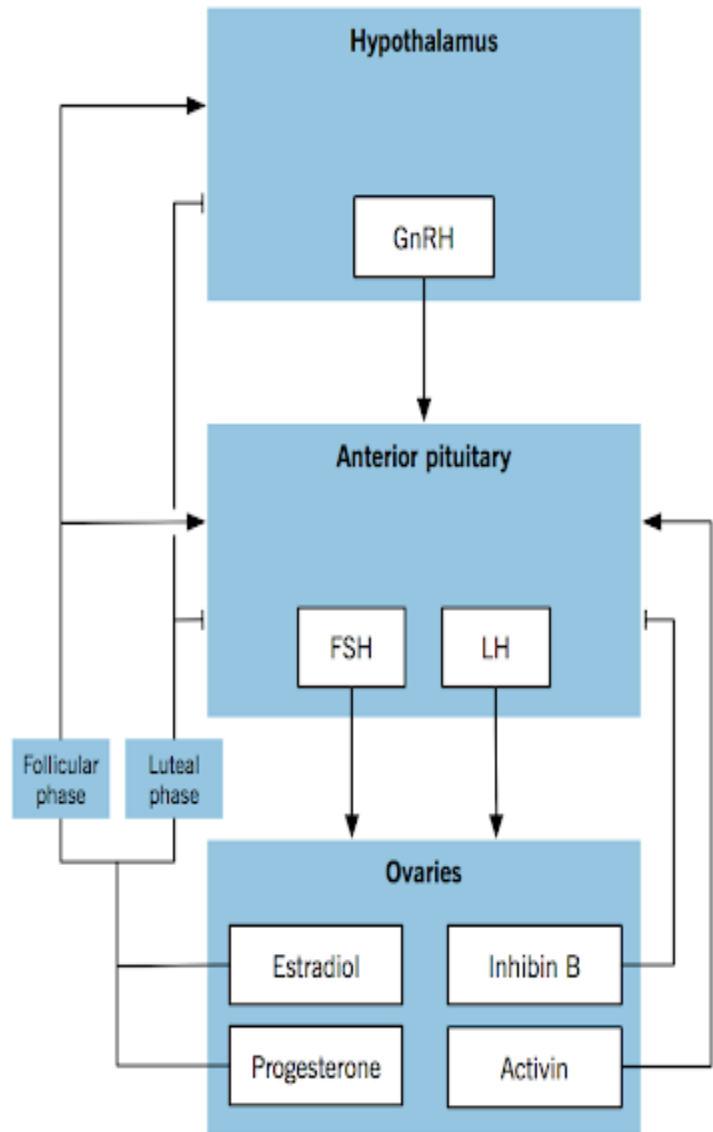 Hypothalamus
GnRH
Anterior pituitary
FSH
LH
Follicular
phase
Luteal
phase
Ovaries
Estradiol
Inhibin B
Progesterone
Activin